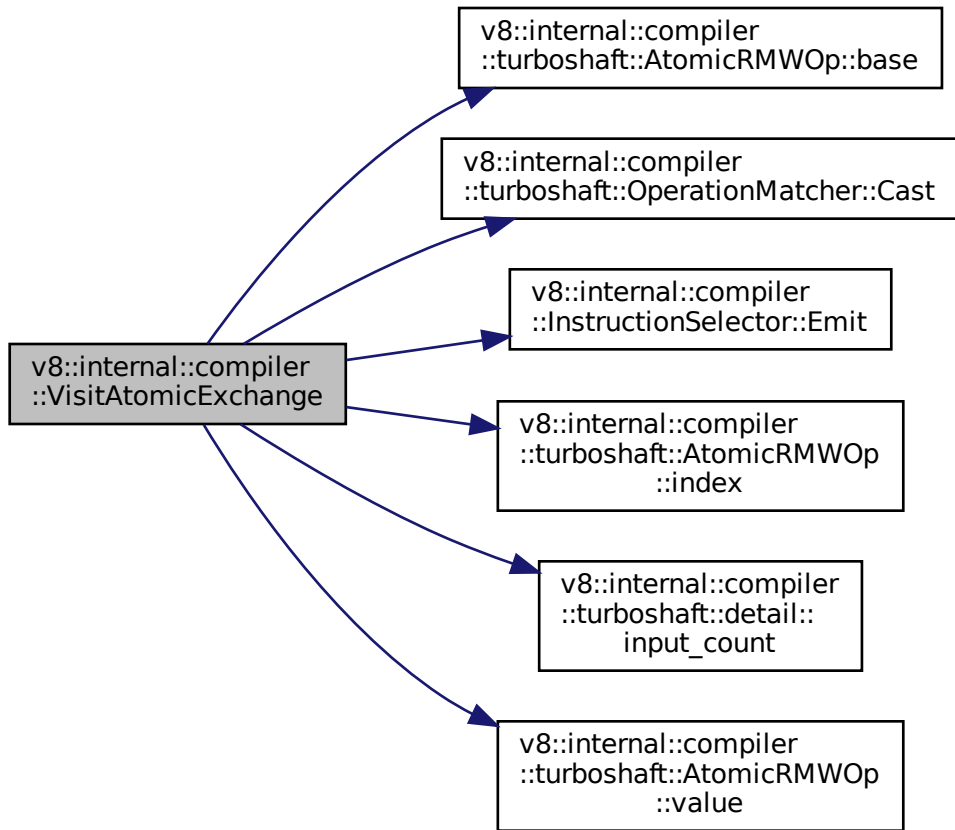 v8::internal::compiler
::turboshaft::AtomicRMWOp::base
v8::internal::compiler
::turboshaft::OperationMatcher::Cast
v8::internal::compiler
::InstructionSelector::Emit
v8::internal::compiler
::VisitAtomicExchange
v8::internal::compiler
::turboshaft::AtomicRMWOp
::index
v8::internal::compiler
::turboshaft::detail::
input_count
v8::internal::compiler
::turboshaft::AtomicRMWOp
::value